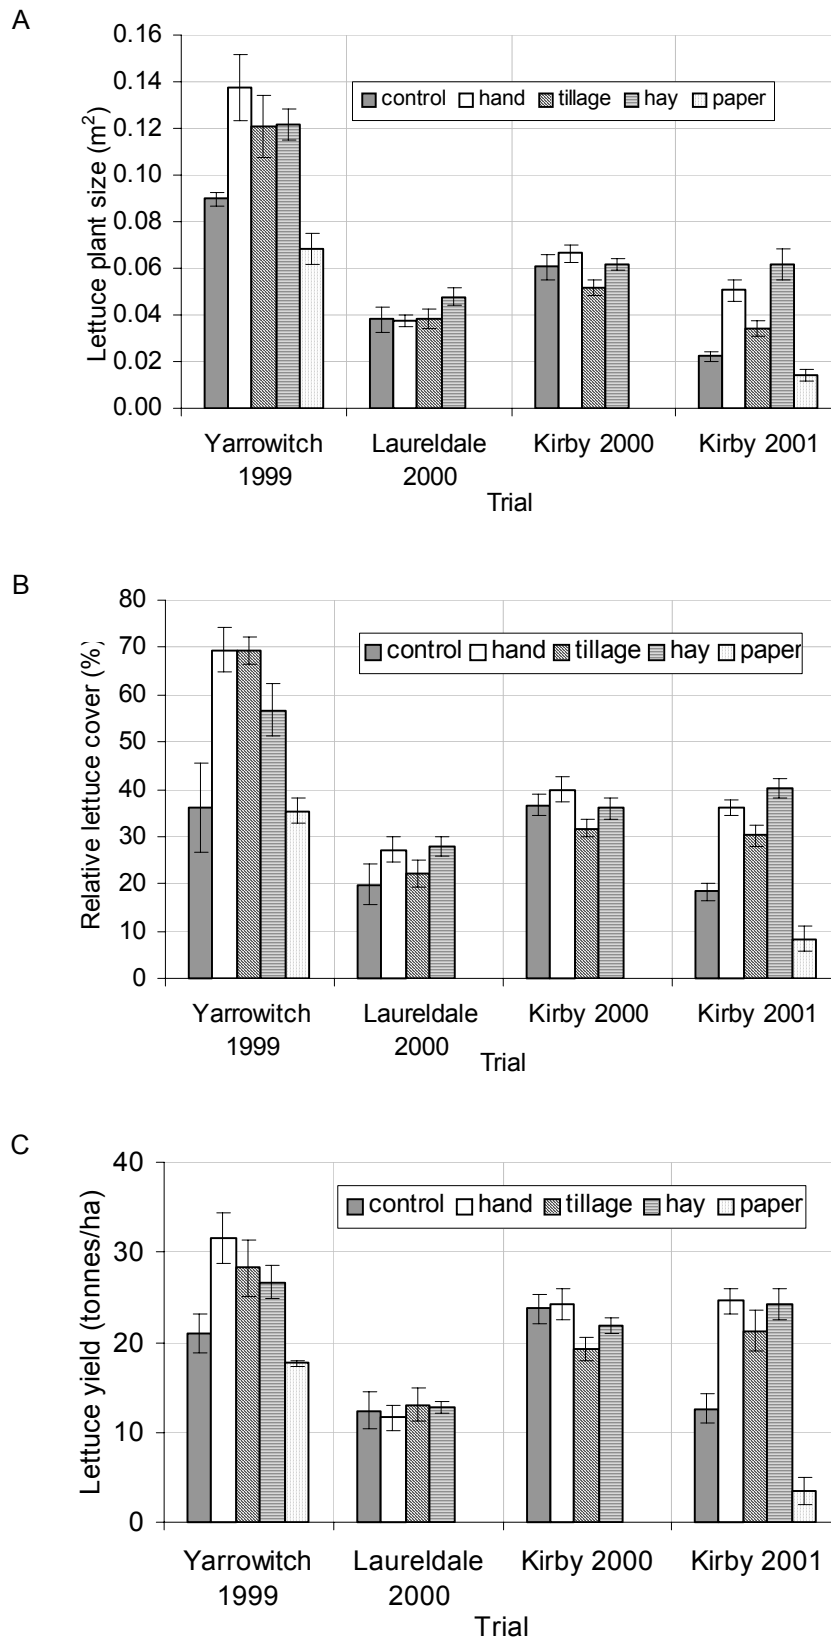 A
Lettuce plant size (m²)
0.16
0.14
0.12
0.10
0.08
0.06
0.04
0.02
0.00
control hand tillage hay paper
Yarrowitch Laureldale Kirby 2000 Kirby 2001
1999 2000
Trial
B
Relative lettuce cover (%)
80
70
60
50
40
30
20
10
0
control hand tillage hay paper
Yarrowitch Laureldale Kirby 2000 Kirby 2001
1999 2000
Trial
C
Lettuce yield (tonnes/ha)
40
30
20
10
0
control hand tillage hay paper
Yarrowitch Laureldale Kirby 2000 Kirby 2001
1999 2000
Trial